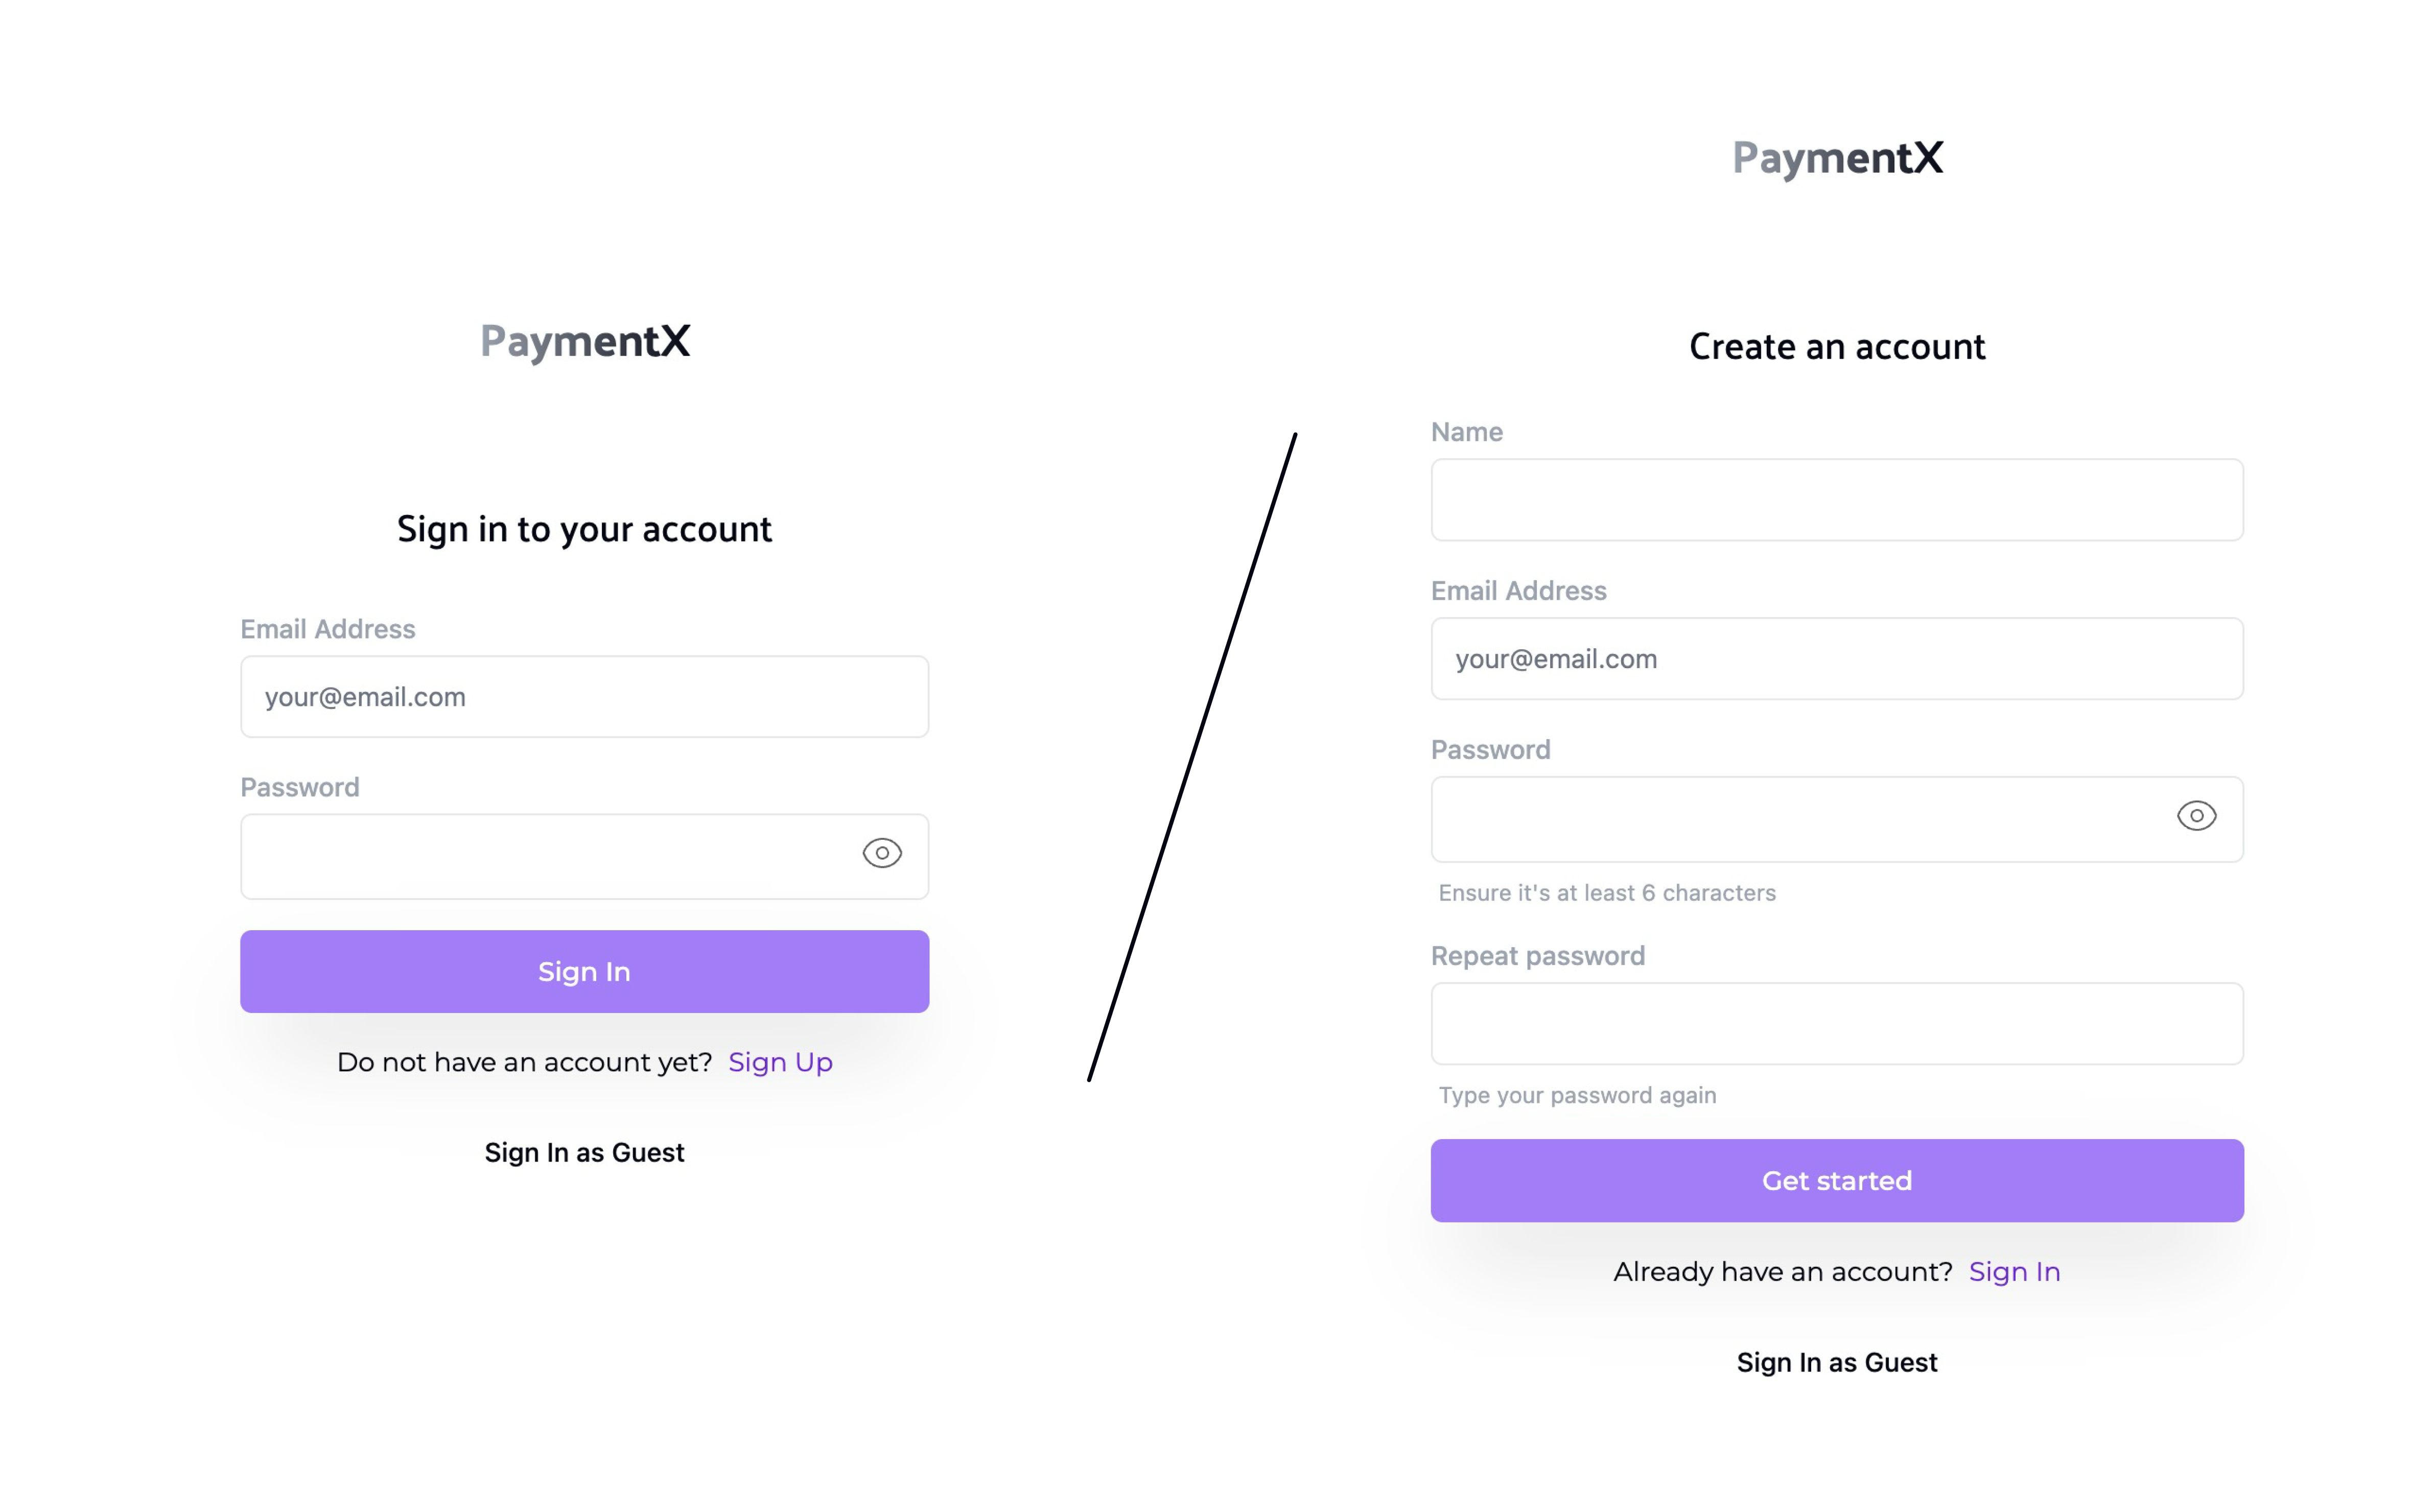 PaymentX
Sign in to your account
Email Address
your@email.com
Password
Sign In
Do not have an account yet? Sign Up
Sign In as Guest
PaymentX
Create an account
Name
Email Address
your@email.com
Password
Ensure it's at least 6 characters
Repeat password
Type your password again
Get started
Already have an account? Sign In
Sign In as Guest